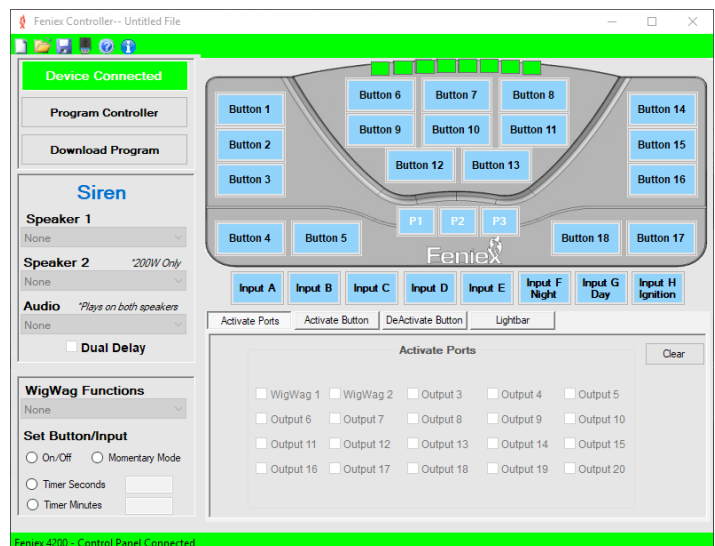 Feniex Controller-- Untitled File
Device Connected
Program Controller
Download Program
Siren
Speaker 1
None
Speaker 2 *200W Only
None
Audio *Plays on both speakers
None
Dual Delay
WigWag Functions
None
Set Button/Input
On/Off Momentary Mode
Timer Seconds
Timer Minutes
Button 6 Button 7 Button 8
Button 1 Button 14
Button 9 Button 10 Button 11
Button 2 Button 15
Button 12 Button 13
Button 3 Button 16
P1 P2 P3
Button 4 Button 5 Button 18 Button 17
Feniex
Input A Input B Input C Input D Input E Input F Night Input G Day Input H Ignition
Activate Ports Activate Button DeActivate Button Lightbar
Activate Ports Clear
WigWag 1 WigWag 2 Output 3 Output 4 Output 5
Output 6 Output 7 Output 8 Output 9 Output 10
Output 11 Output 12 Output 13 Output 14 Output 15
Output 16 Output 17 Output 18 Output 19 Output 20
Feniex 4200 - Control Panel Connected